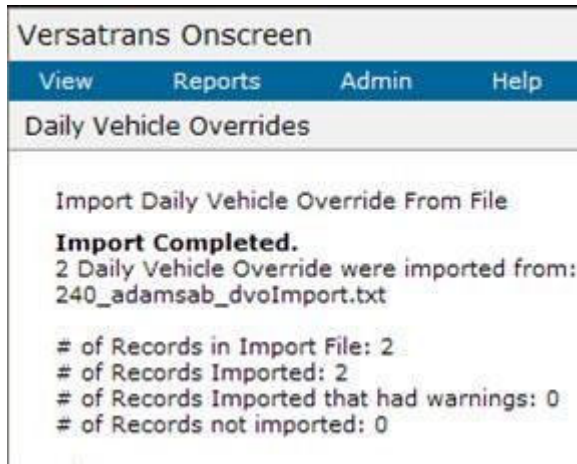 Versatrans Onscreen
View Reports Admin Help
Daily Vehicle Overrides
Import Daily Vehicle Override From File
Import Completed.
2 Daily Vehicle Override were imported from:
240_adamsab_dvoImport.txt
# of Records in Import File: 2
# of Records Imported: 2
# of Records Imported that had warnings: 0
# of Records not imported: 0